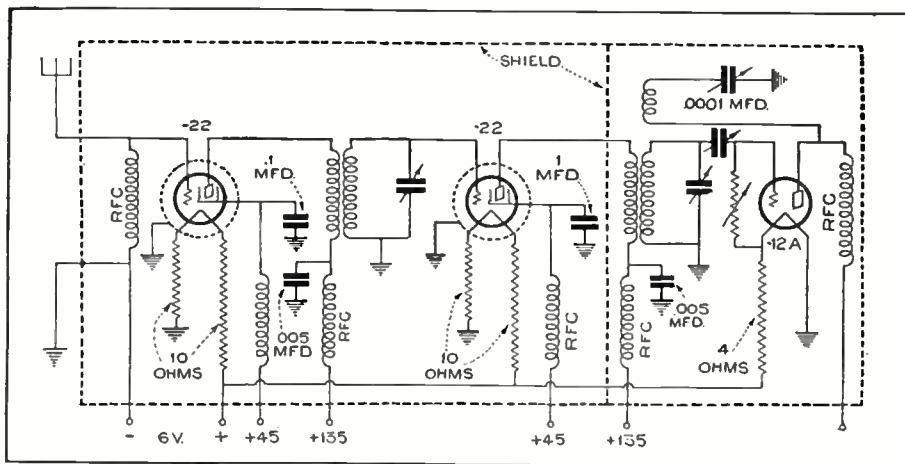 SHIELD
.0001 MFD.
-22
-22
.1
MFD.
1
MFD.
RFC
RFC
-12A
.005
MFD
.005
MFD.
RFC
RFC
RFC
10
OHMS
10
OHMS
4
OHMS
- 6V. + +45 +135 +45 +135